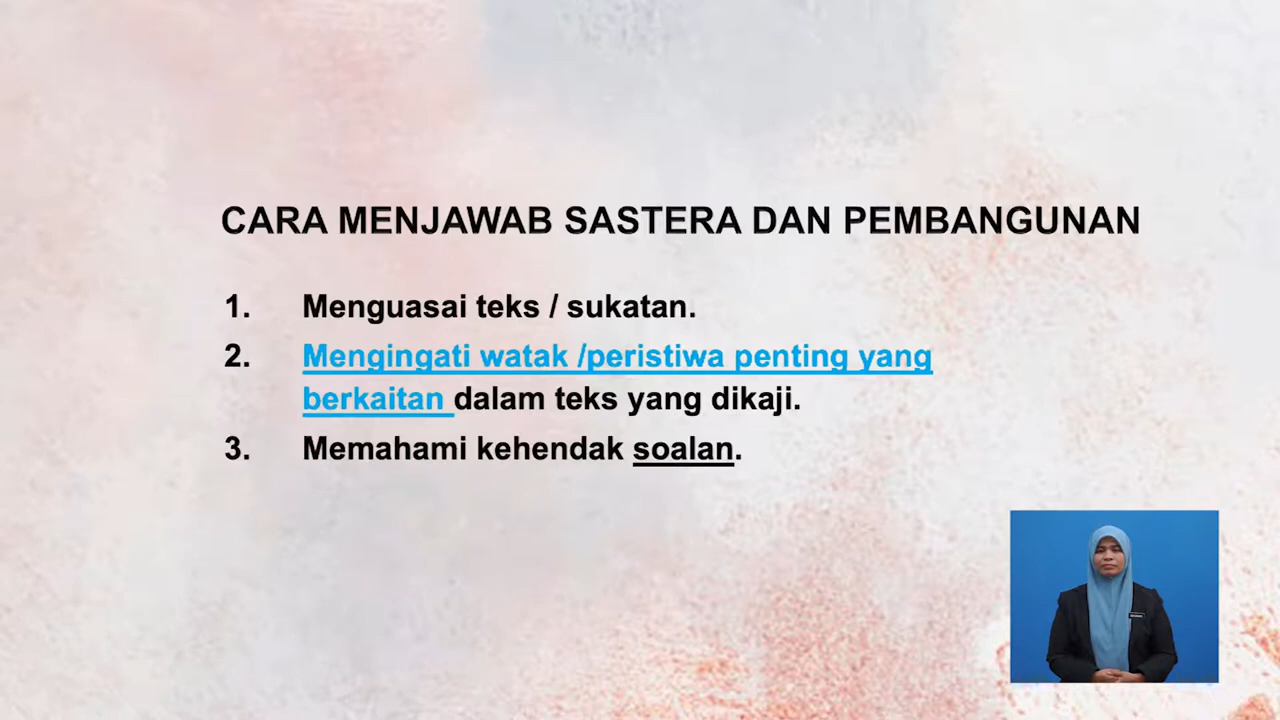 CARA MENJAWAB SASTERA DAN PEMBANGUNAN
1. Menguasai teks / sukatan.
2. Mengingati watak /peristiwa penting yang
berkaitan dalam teks yang dikaji.
3. Memahami kehendak soalan.